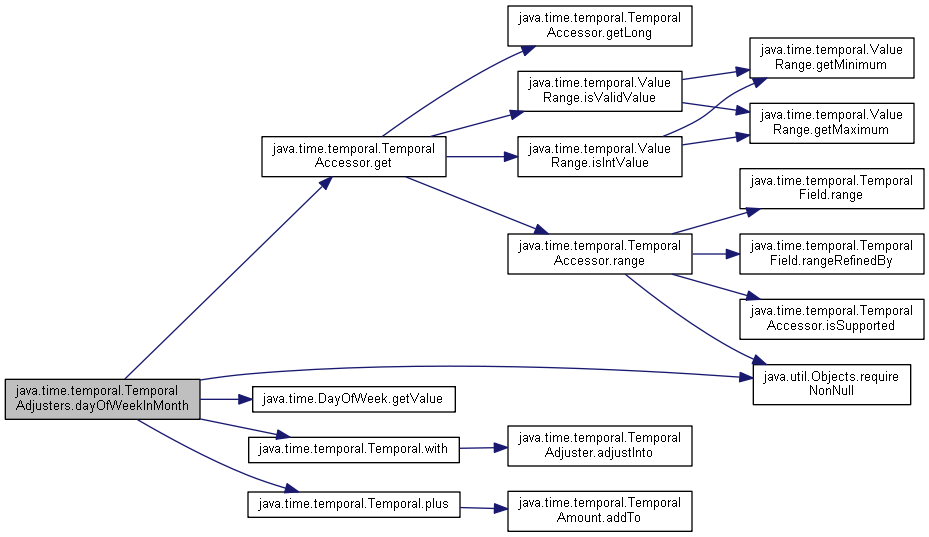 java.time.temporal.Temporal
Accessor.getLong
java.time.temporal.Value
Range.getMinimum
java.time.temporal.Value
Range.isValidValue
java.time.temporal.Value
Range.getMaximum
java.time.temporal.Temporal
Accessor.get
java.time.temporal.Value
Range.isIntValue
java.time.temporal.Temporal
Field.range
java.time.temporal.Temporal
Accessor.range
java.time.temporal.Temporal
Field.rangeRefinedBy
java.time.temporal.Temporal
Accessor.isSupported
java.util.Objects.require
NonNull
java.time.temporal.Temporal
Adjusters.dayOfWeekInMonth
java.time.DayOfWeek.getValue
java.time.temporal.Temporal.with
java.time.temporal.Temporal
Adjuster.adjustInto
java.time.temporal.Temporal.plus
java.time.temporal.Temporal
Amount.addTo